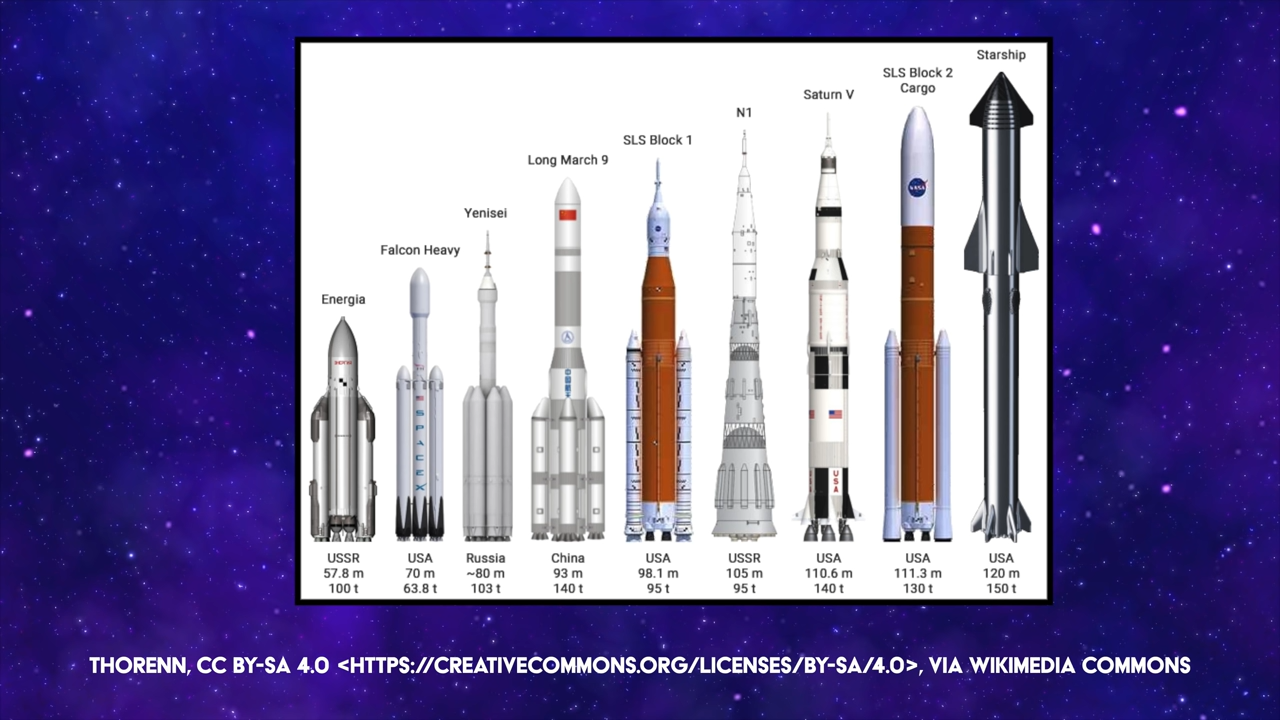 Starship
SLS Block 2
Cargo
Saturn V
N1
SLS Block 1
Long March 9
Yenisei
Falcon Heavy
Energia
NASA
SPACEX
USA
USSR
57.8 m
100 t
USA
70 m
63.8 t
Russia
~80 m
103 t
China
93 m
140 t
USA
98.1 m
95 t
USSR
105 m
95 t
USA
110.6 m
140 t
USA
111.3 m
130 t
USA
120 m
150 t
THORENN, CC BY-SA 4.0 <HTTPS://CREATIVECOMMONS.ORG/LICENSES/BY-SA/4.0>, VIA WIKIMEDIA COMMONS